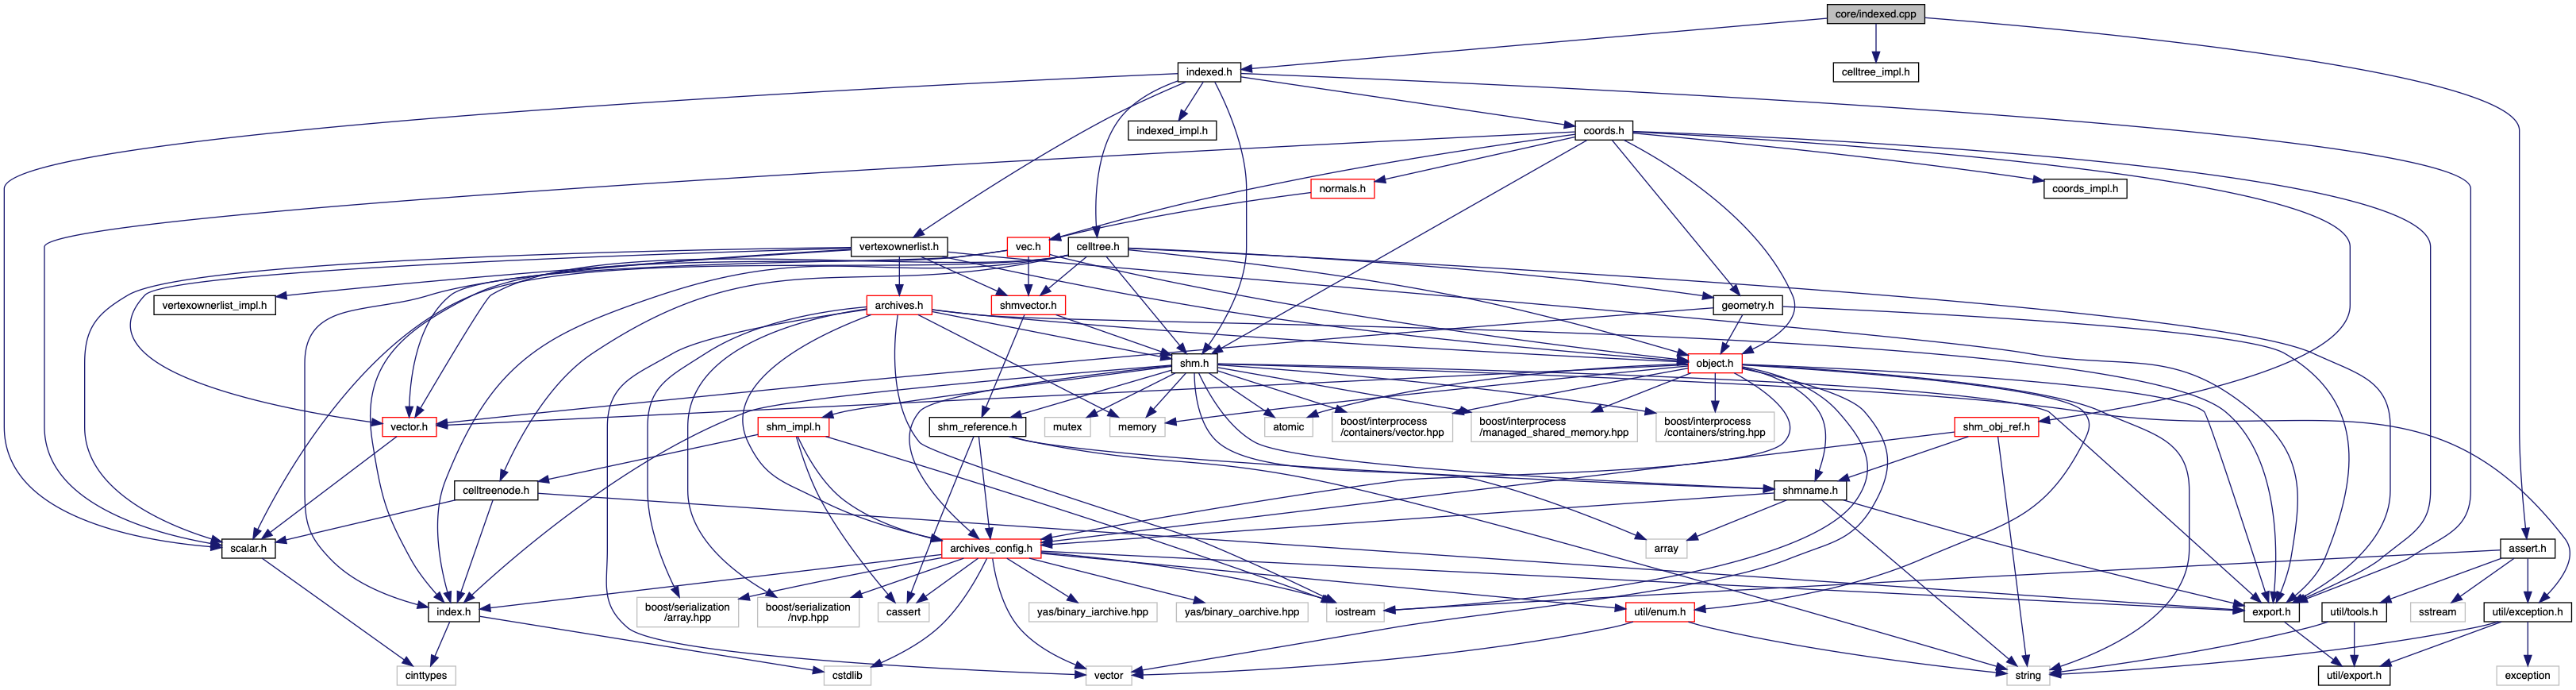 core/indexed.cpp
indexed.h
celltree_impl.h
indexed_impl.h
coords.h
normals.h
coords_impl.h
vertexownerlist.h
vec.h
celltree.h
vertexownerlist_impl.h
archives.h
shmvector.h
geometry.h
shm.h
object.h
vector.h
shm_impl.h
shm_reference.h
mutex
memory
atomic
boost/interprocess
/containers/vector.hpp
boost/interprocess
/managed_shared_memory.hpp
boost/interprocess
/containers/string.hpp
shm_obj_ref.h
celltreenode.h
shmname.h
scalar.h
archives_config.h
array
assert.h
index.h
boost/serialization
/array.hpp
boost/serialization
/nvp.hpp
cassert
yas/binary_iarchive.hpp
yas/binary_oarchive.hpp
iostream
util/enum.h
export.h
util/tools.h
sstream
util/exception.h
cinttypes
cstdlib
vector
string
util/export.h
exception